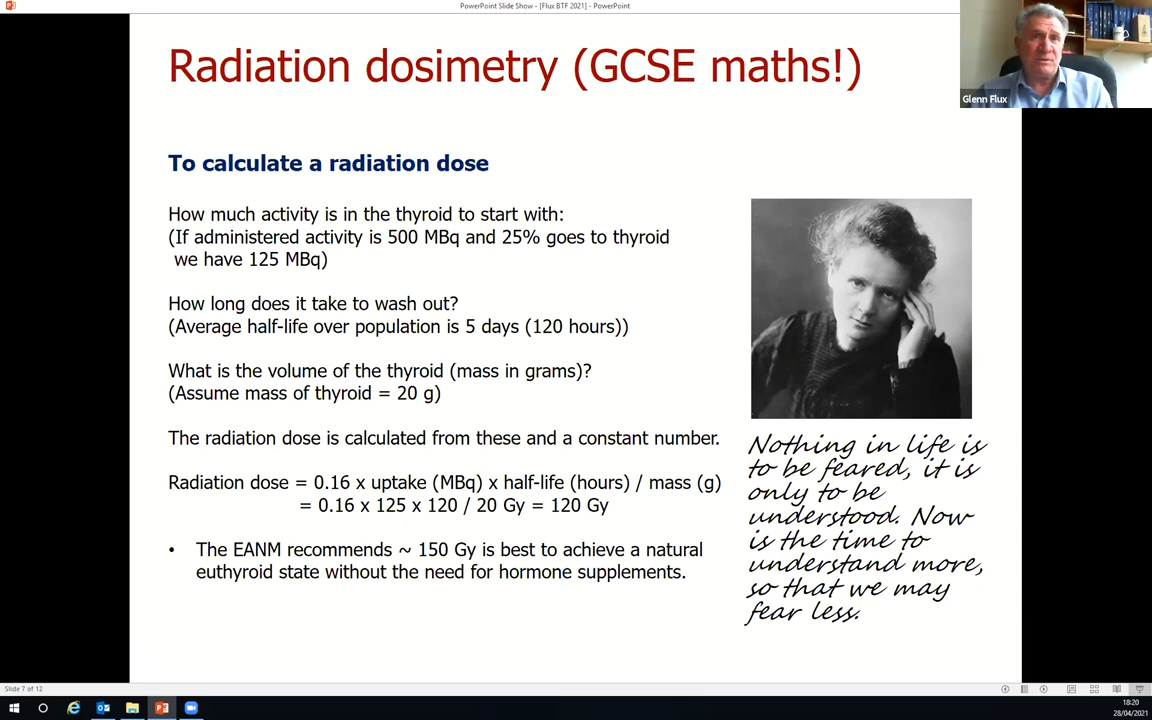 PowerPoint Slide Show - [Flux BTF 2021] - PowerPoint
Radiation dosimetry (GCSE maths!)
Glenn Flux
To calculate a radiation dose
How much activity is in the thyroid to start with:
(If administered activity is 500 MBq and 25% goes to thyroid
we have 125 MBq)
How long does it take to wash out?
(Average half-life over population is 5 days (120 hours))
What is the volume of the thyroid (mass in grams)?
(Assume mass of thyroid = 20 g)
The radiation dose is calculated from these and a constant number.
Radiation dose = 0.16 x uptake (MBq) x half-life (hours) / mass (g)
= 0.16 x 125 x 120 / 20 Gy = 120 Gy
• The EANM recommends ~ 150 Gy is best to achieve a natural
euthyroid state without the need for hormone supplements.
Nothing in life is
to be feared, it is
only to be
understood. Now
is the time to
understand more,
so that we may
fear less.
Slide 7 of 12
18:20
28/04/2021